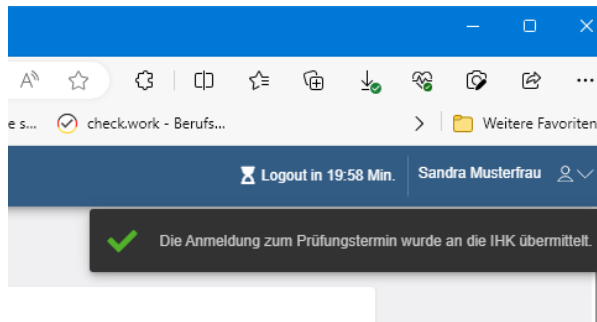 A
e s... check.work - Berufs... Weitere Favoriten
Logout in 19:58 Min. Sandra Musterfrau
Die Anmeldung zum Prüfungstermin wurde an die IHK übermittelt.